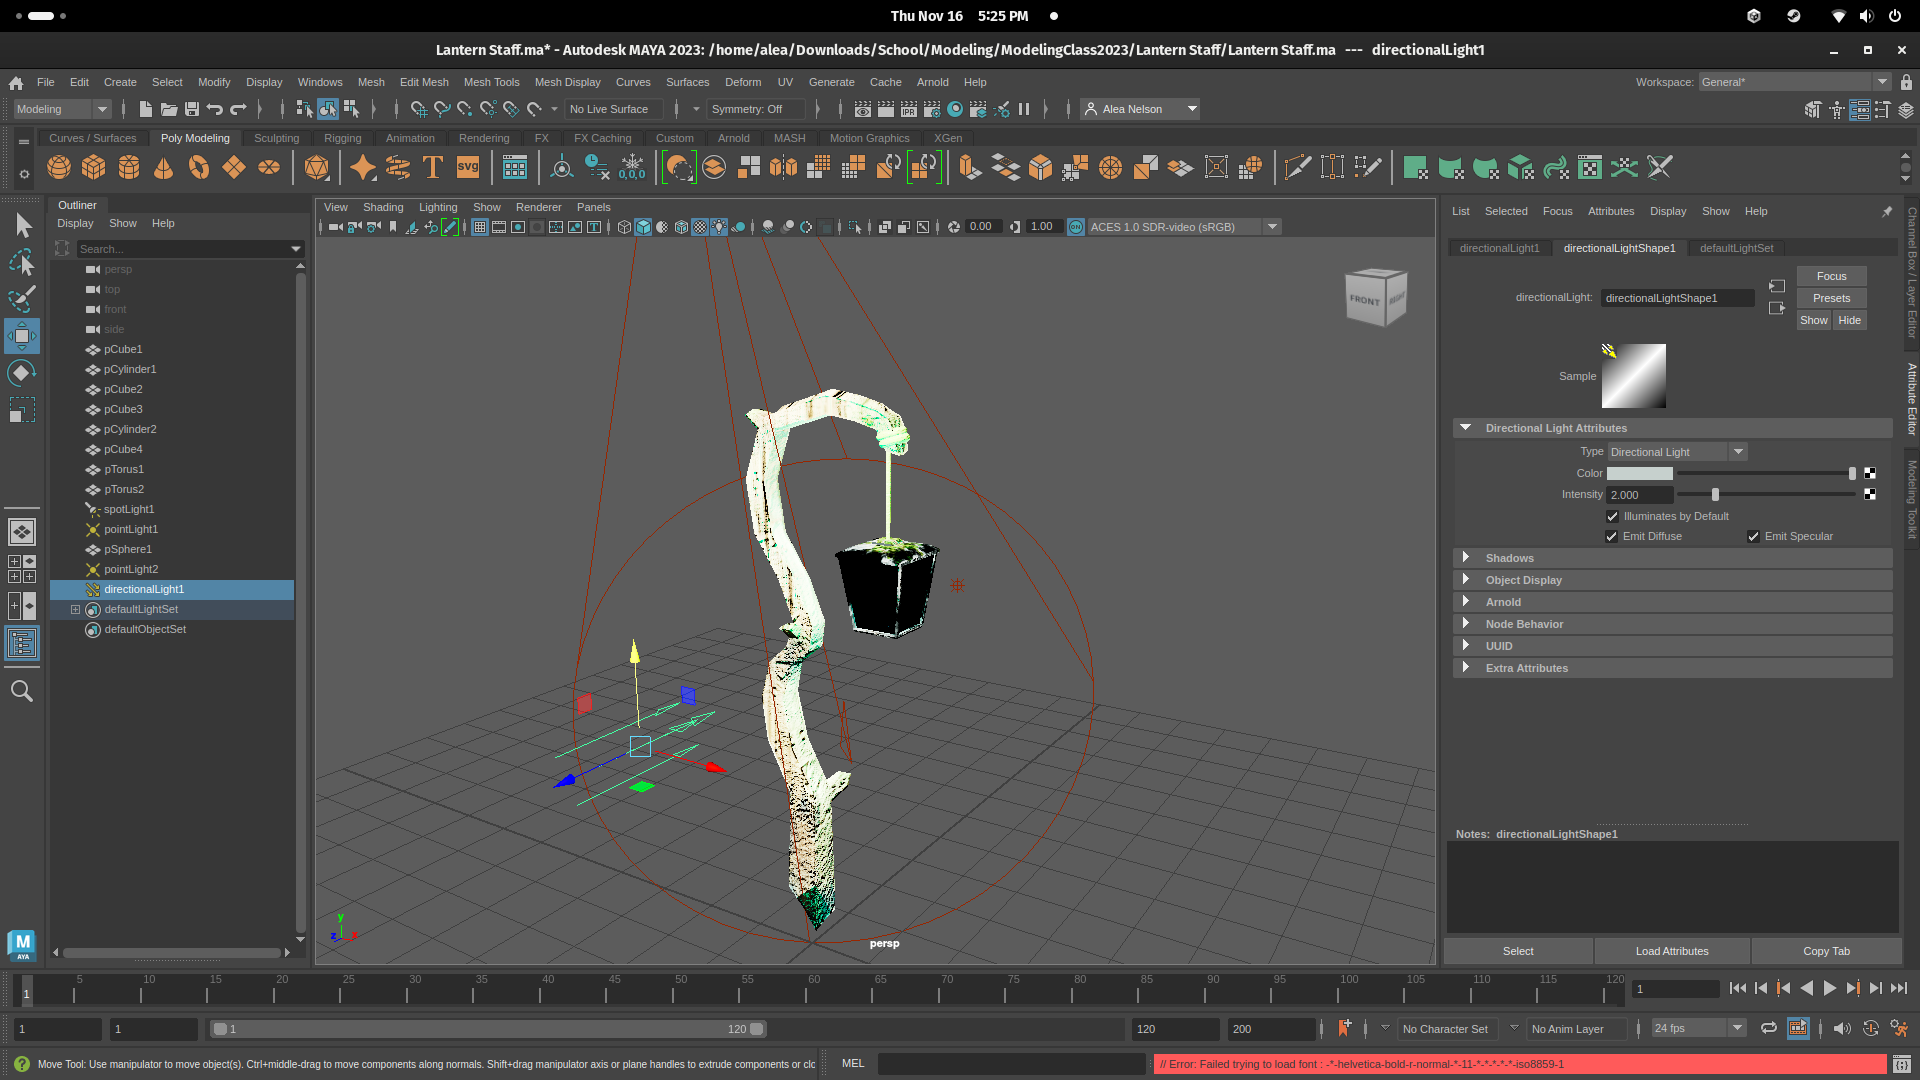 Thu Nov 16 5:25 PM
Lantern Staff.ma* - Autodesk MAYA 2023: /home/alea/Downloads/School/Modeling/ModelingClass2023/Lantern Staff/Lantern Staff.ma --- directionalLight1
File Edit Create Select Modify Display Windows Mesh Edit Mesh Mesh Tools Mesh Display Curves Surfaces Deform UV Generate Cache Arnold Help Workspace: General*
Modeling No Live Surface Symmetry: Off IPR Alea Nelson
Curves / Surfaces Poly Modeling Sculpting Rigging Animation Rendering FX FX Caching Custom Arnold MASH Motion Graphics XGen
T SVG 0,0,0
Outliner
Display Show Help
Search...
persp
top
front
side
pCube1
pCylinder1
pCube2
pCube3
pCylinder2
pCube4
pTorus1
pTorus2
spotLight1
pointLight1
pSphere1
pointLight2
directionalLight1
defaultLightSet
defaultObjectSet
View Shading Lighting Show Renderer Panels
0.00 1.00 ACES 1.0 SDR-video (sRGB)
FRONT RIGHT
y
z x
persp
List Selected Focus Attributes Display Show Help
directionalLight1 directionalLightShape1 defaultLightSet
directionalLight: directionalLightShape1
Focus
Presets
Show Hide
Sample
Directional Light Attributes
Type Directional Light
Color
Intensity 2.000
Illuminates by Default
Emit Diffuse Emit Specular
Shadows
Object Display
Arnold
Node Behavior
UUID
Extra Attributes
Notes: directionalLightShape1
Select Load Attributes Copy Tab
Channel Box / Layer Editor
Attribute Editor
Modeling Toolkit
M
AYA
1 5 10 15 20 25 30 35 40 45 50 55 60 65 70 75 80 85 90 95 100 105 110 115 120 1
1 1 1 120 120 200 No Character Set No Anim Layer 24 fps
Move Tool: Use manipulator to move object(s). Ctrl+middle-drag to move components along normals. Shift+drag manipulator axis or plane handles to extrude components or clo
MEL
// Error: Failed trying to load font : -*-helvetica-bold-r-normal-*-11-*-*-*-*-*-iso8859-1